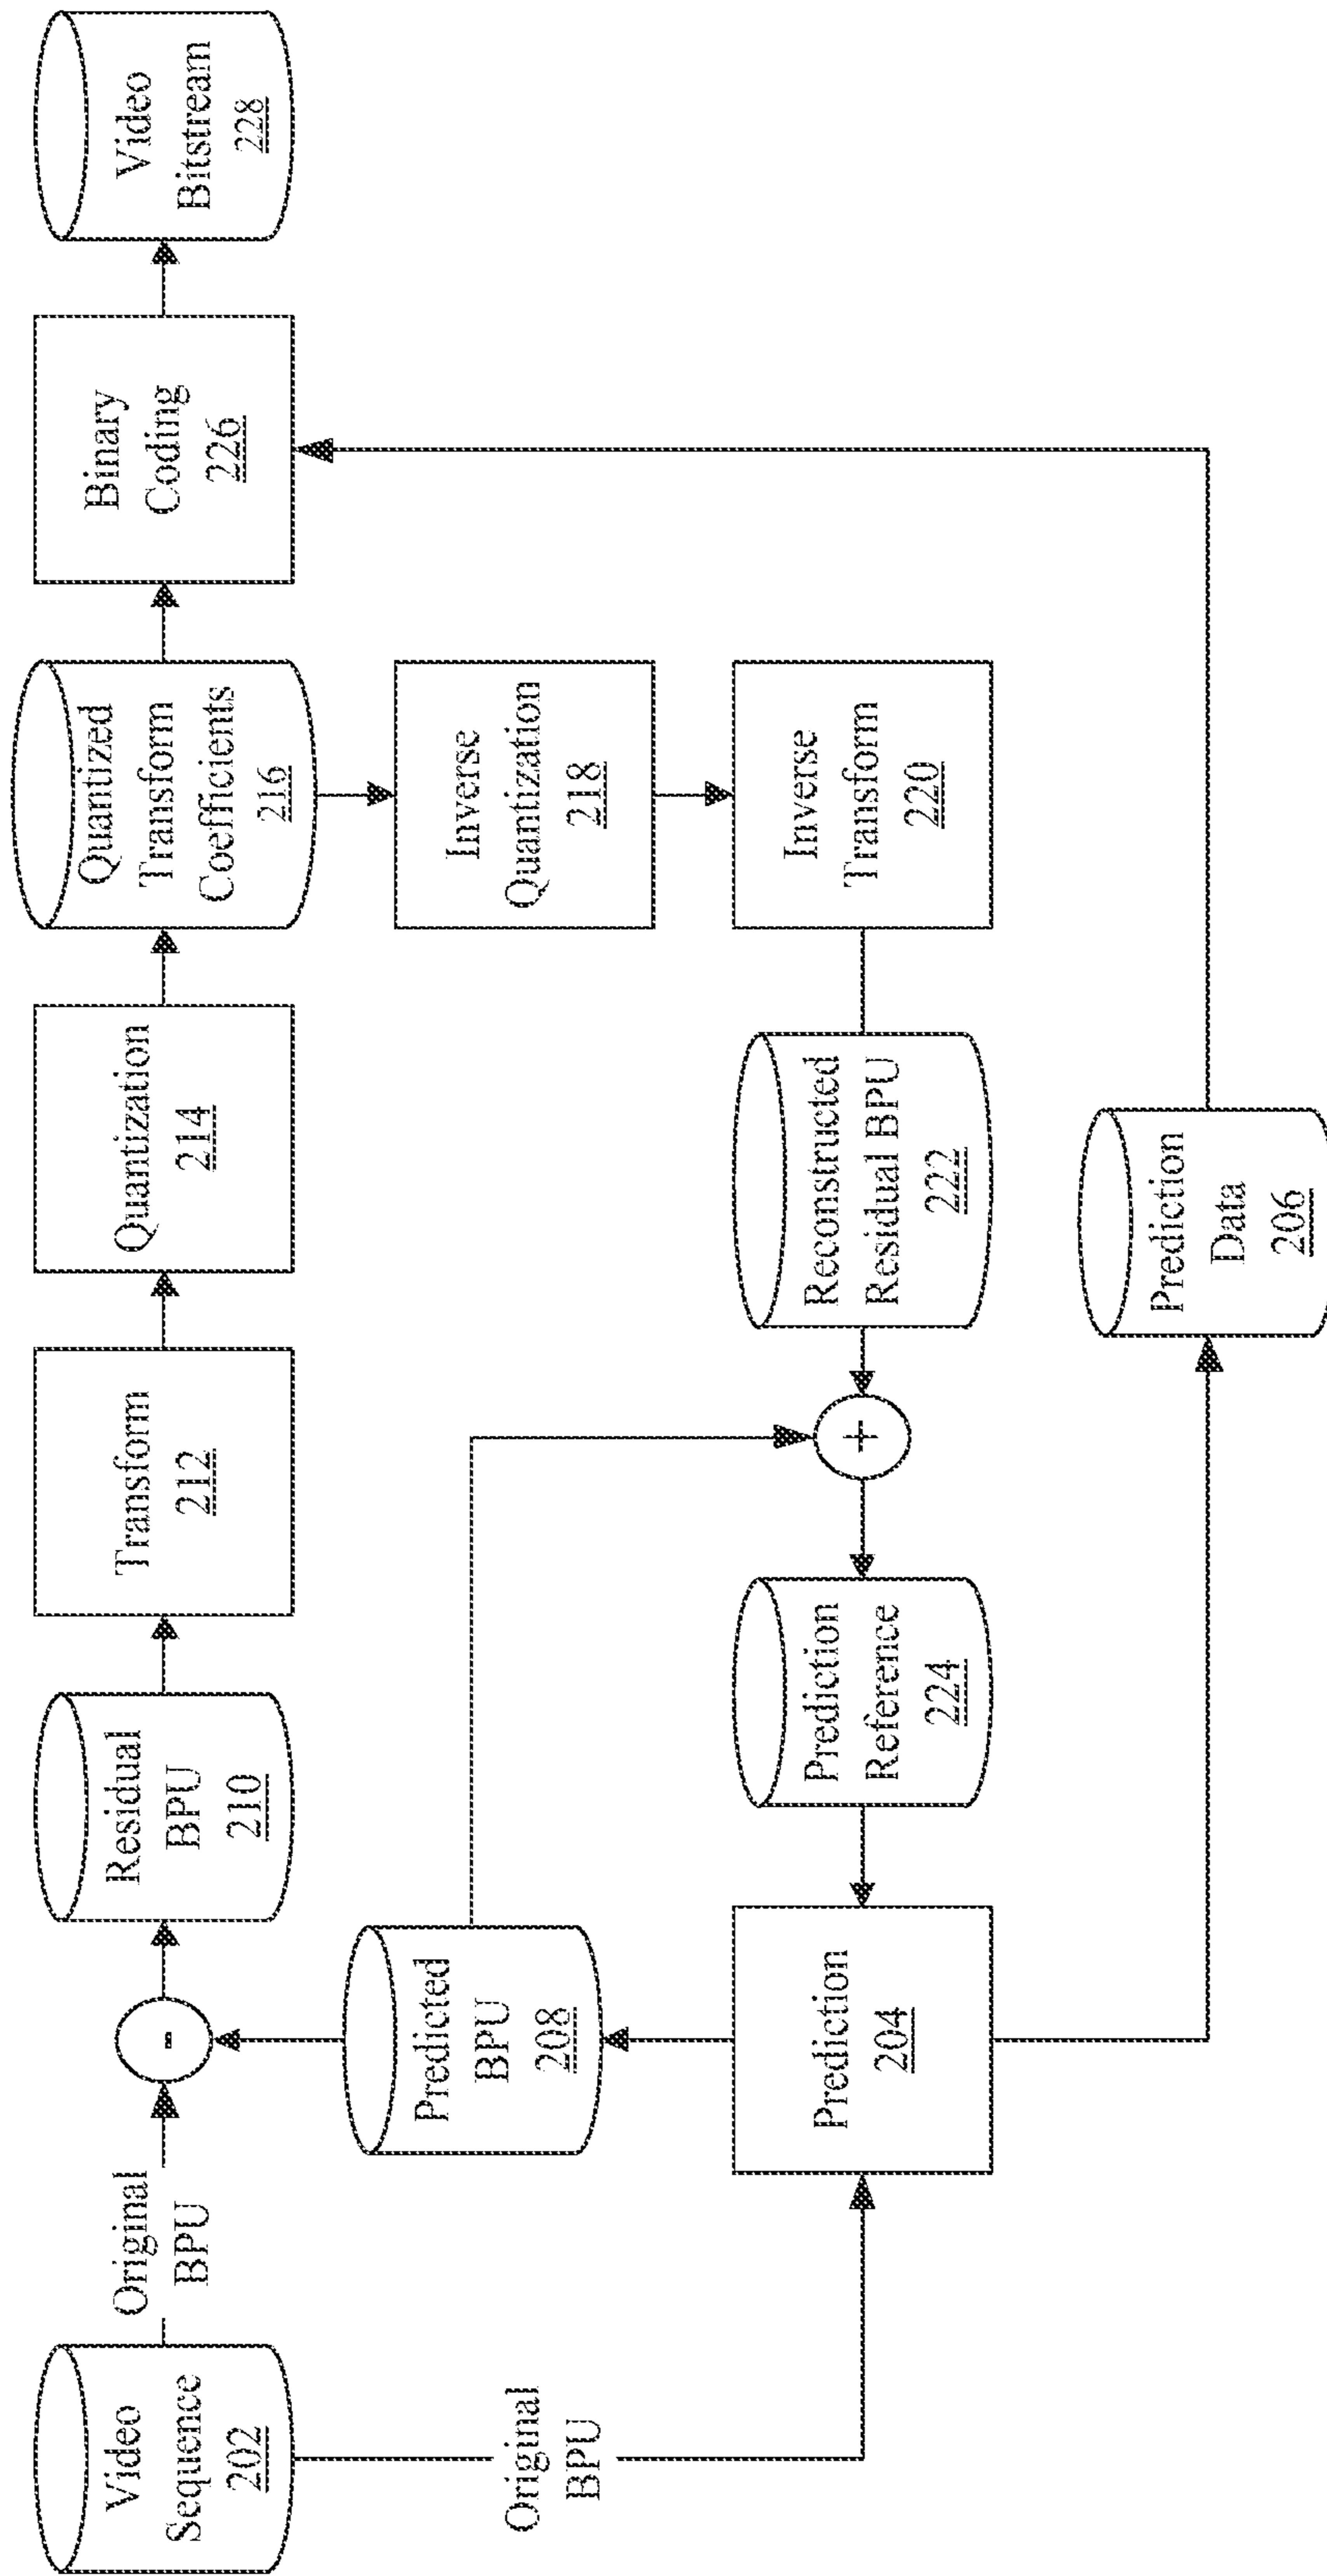 Video
Sequence
202
Original
BPU
-
Residual
BPU
210
Transform
212
Quantization
214
Quantized
Transform
Coefficients
216
Binary
Coding
226
Video
Bitstream
228
Predicted
BPU
208
Inverse
Quantization
218
Original
BPU
Prediction
204
Prediction
Reference
224
+
Reconstructed
Residual BPU
222
Inverse
Transform
220
Prediction
Data
206